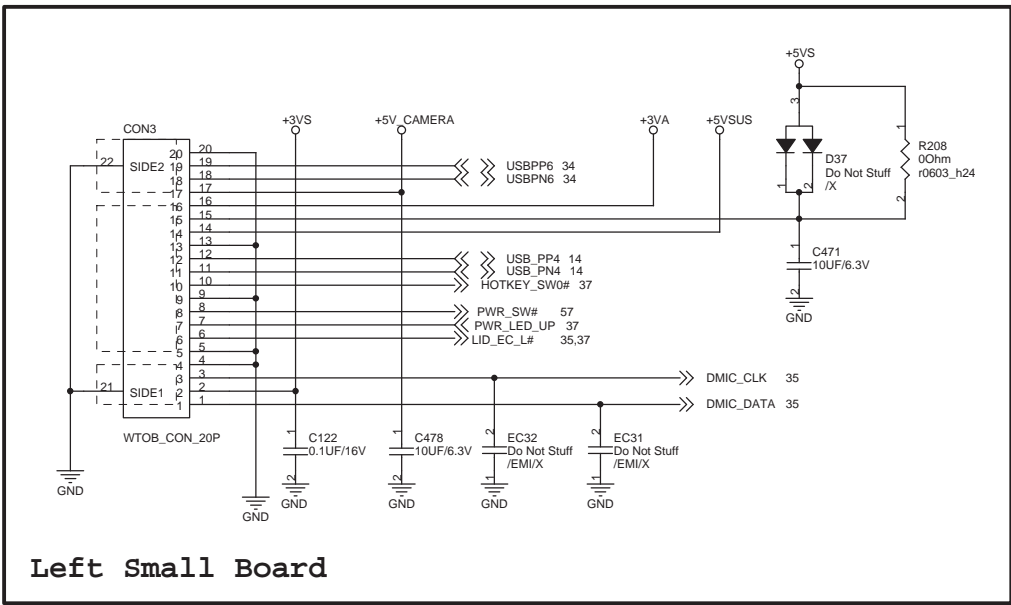 +5VS
3
1
2
D37
Do Not Stuff
/X
1
2
R208
0Ohm
r0603_h24
+3VS
+5V_CAMERA
+3VA
+5VSUS
CON3
22
SIDE2
20 20
19 19
18 18
17 17
16 16
15 15
14 14
13 13
12 12
11 11
10 10
9 9
8 8
7 7
6 6
5 5
4 4
3 3
2 2
1 1
21
SIDE1
WTOB_CON_20P
USBPP6 34
USBPN6 34
USB_PP4 14
USB_PN4 14
HOTKEY_SW0# 37
PWR_SW# 57
PWR_LED_UP 37
LID_EC_L# 35,37
DMIC_CLK 35
DMIC_DATA 35
1
2
C471
10UF/6.3V
GND
1
2
C122
0.1UF/16V
GND
1
2
C478
10UF/6.3V
GND
2
1
EC32
Do Not Stuff
/EMI/X
GND
2
1
EC31
Do Not Stuff
/EMI/X
GND
GND
GND
Left Small Board